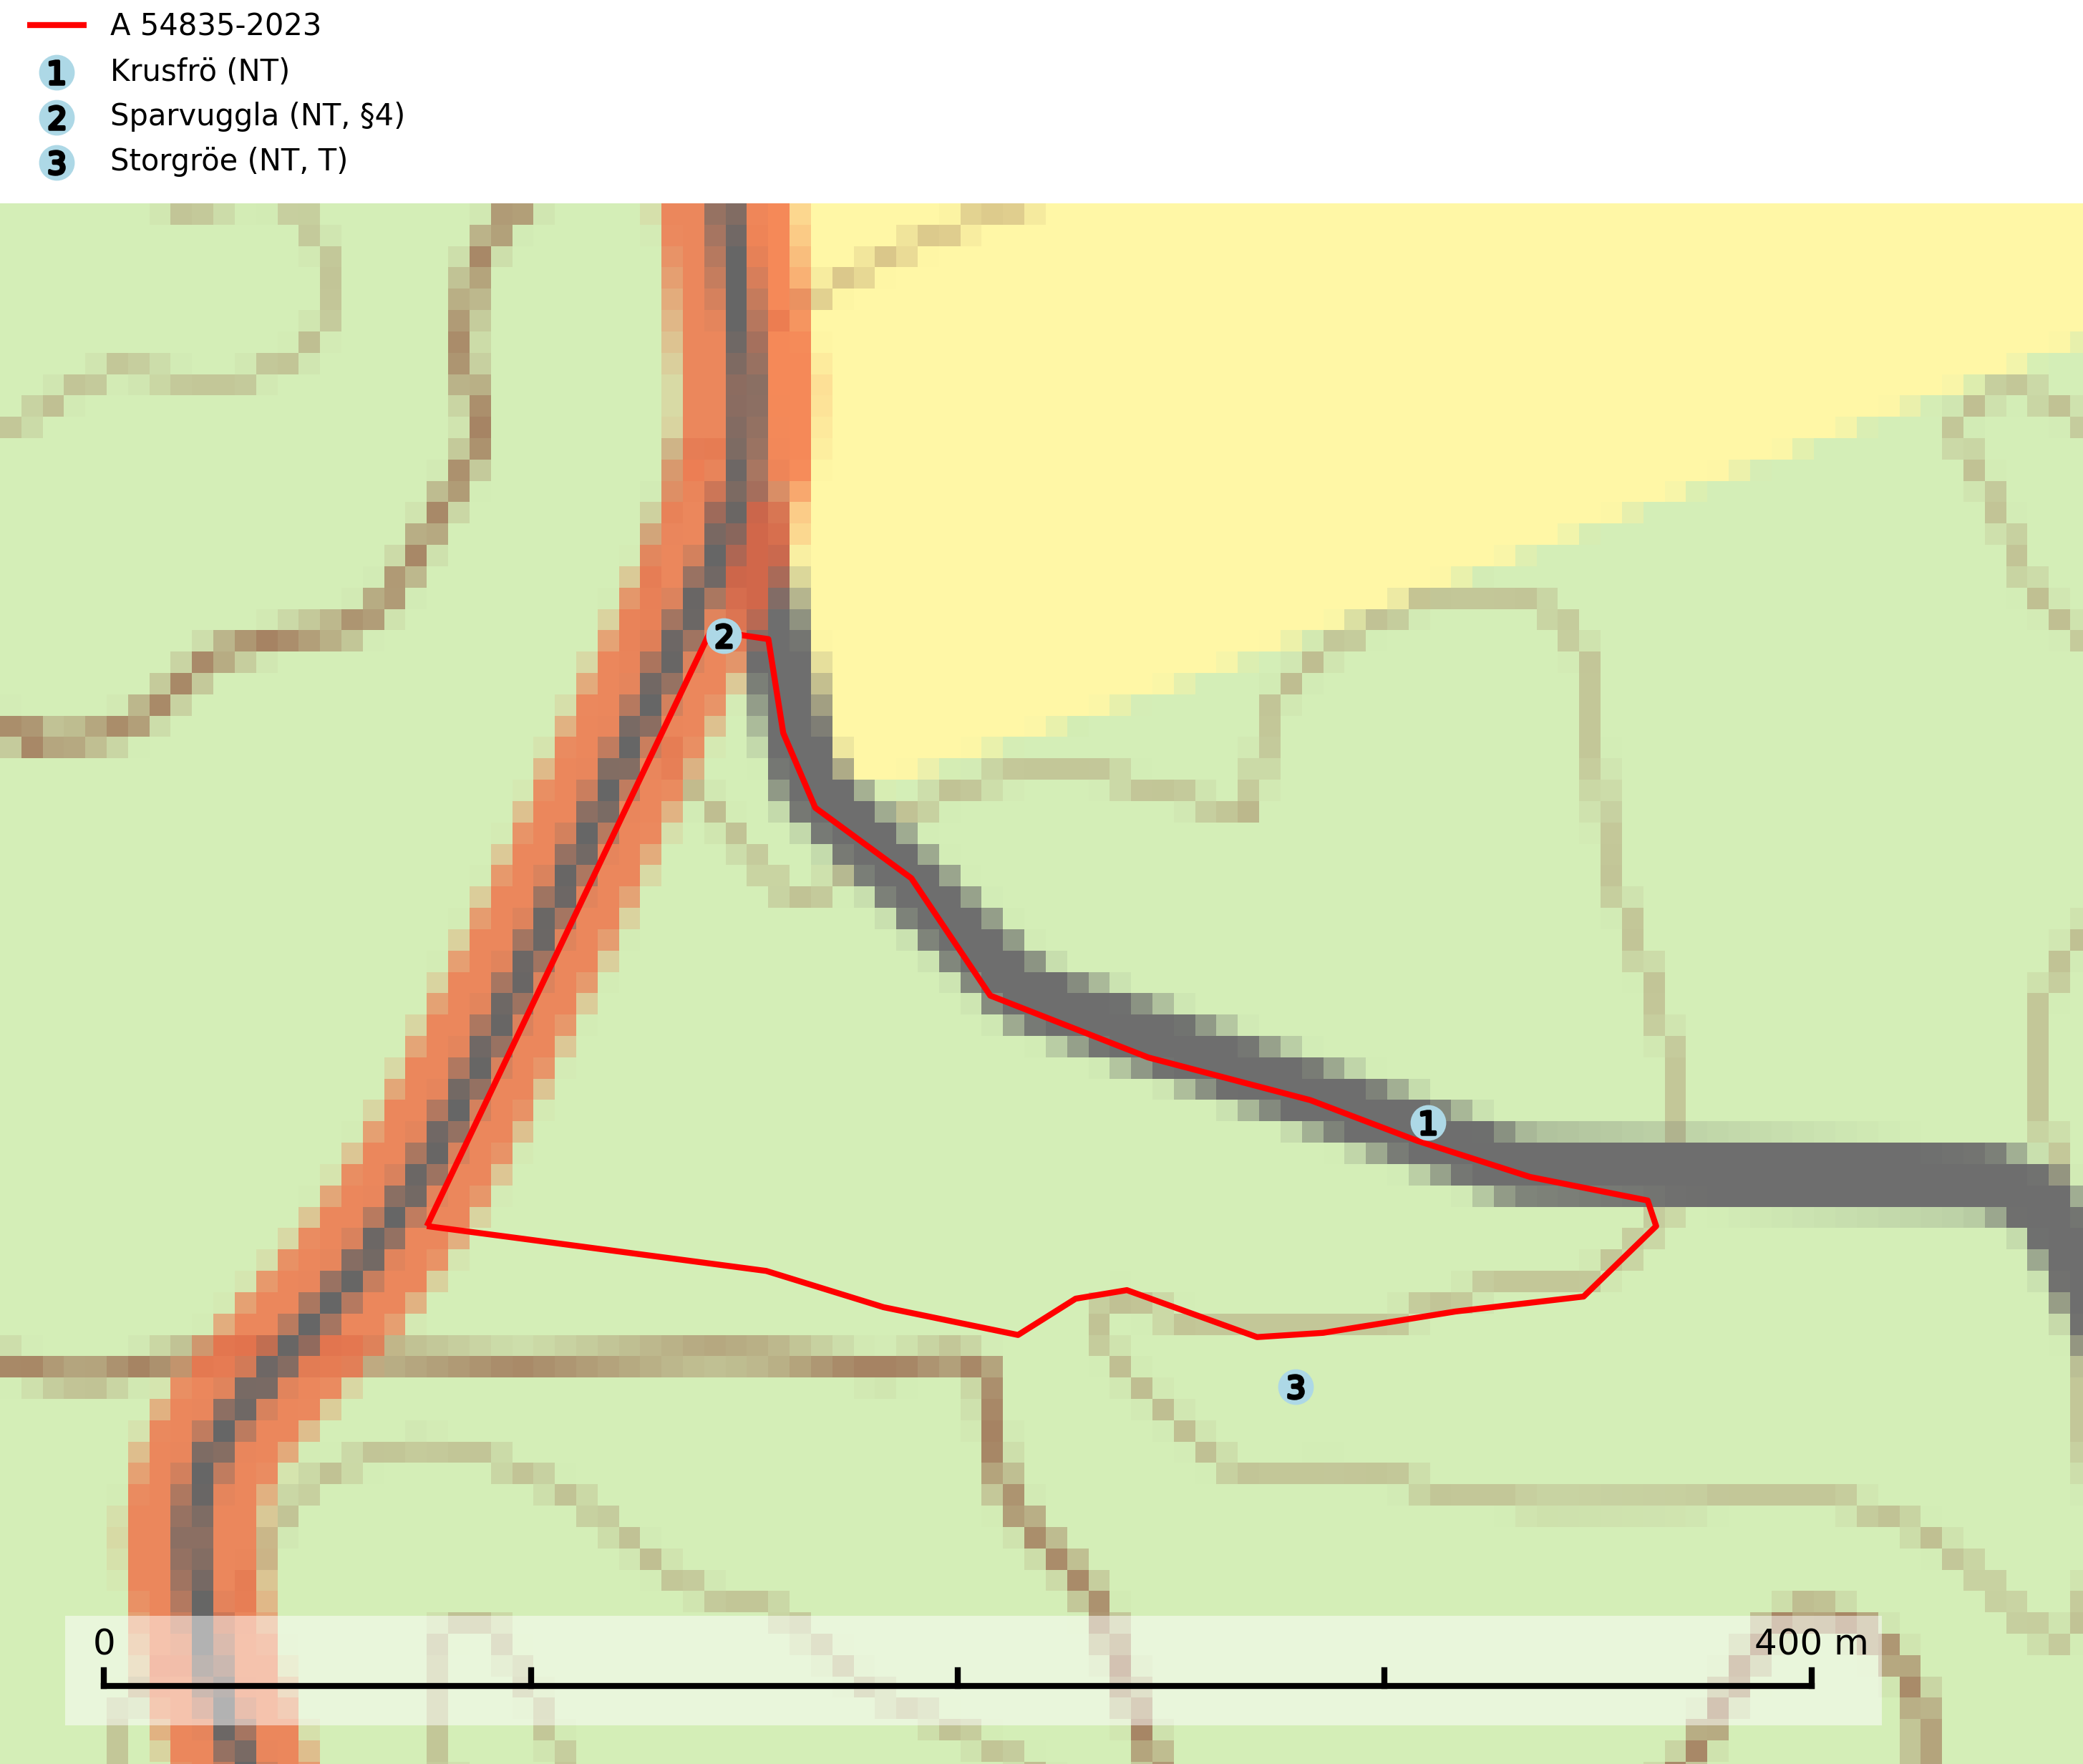 A 54835-2023
1 Krusfrö (NT)
2 Sparvuggla (NT, §4)
3 Storgröe (NT, T)
2
1
3
0 400 m